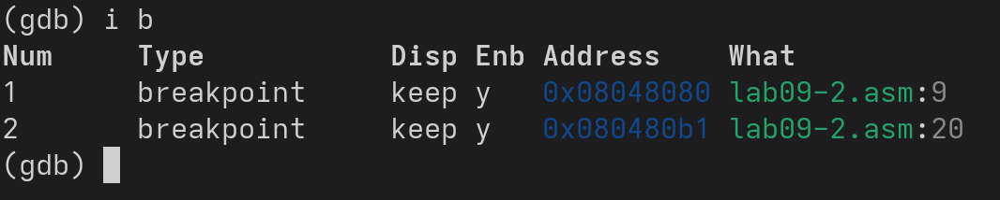 (gdb) i b
Num Type Disp Enb Address What
1 breakpoint keep y 0x08048080 lab09-2.asm:9
2 breakpoint keep y 0x080480b1 lab09-2.asm:20
(gdb)